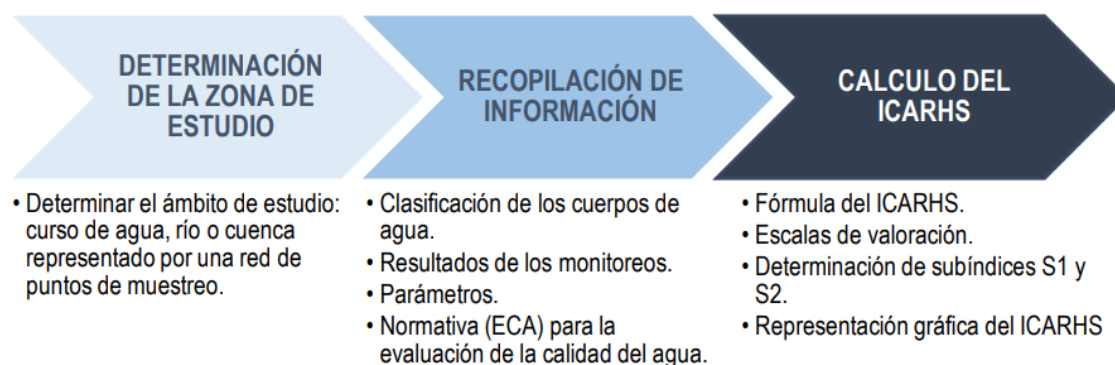 DETERMINACIÓN
DE LA ZONA DE
ESTUDIO
• Determinar el ámbito de estudio:
curso de agua, río o cuenca
representado por una red de
puntos de muestreo.
RECOPILACIÓN DE
INFORMACIÓN
• Clasificación de los cuerpos de
agua.
• Resultados de los monitoreos.
• Parámetros.
• Normativa (ECA) para la
evaluación de la calidad del agua.
CALCULO DEL
ICARHS
• Fórmula del ICARHS.
• Escalas de valoración.
• Determinación de subíndices S1 y
S2.
• Representación gráfica del ICARHS